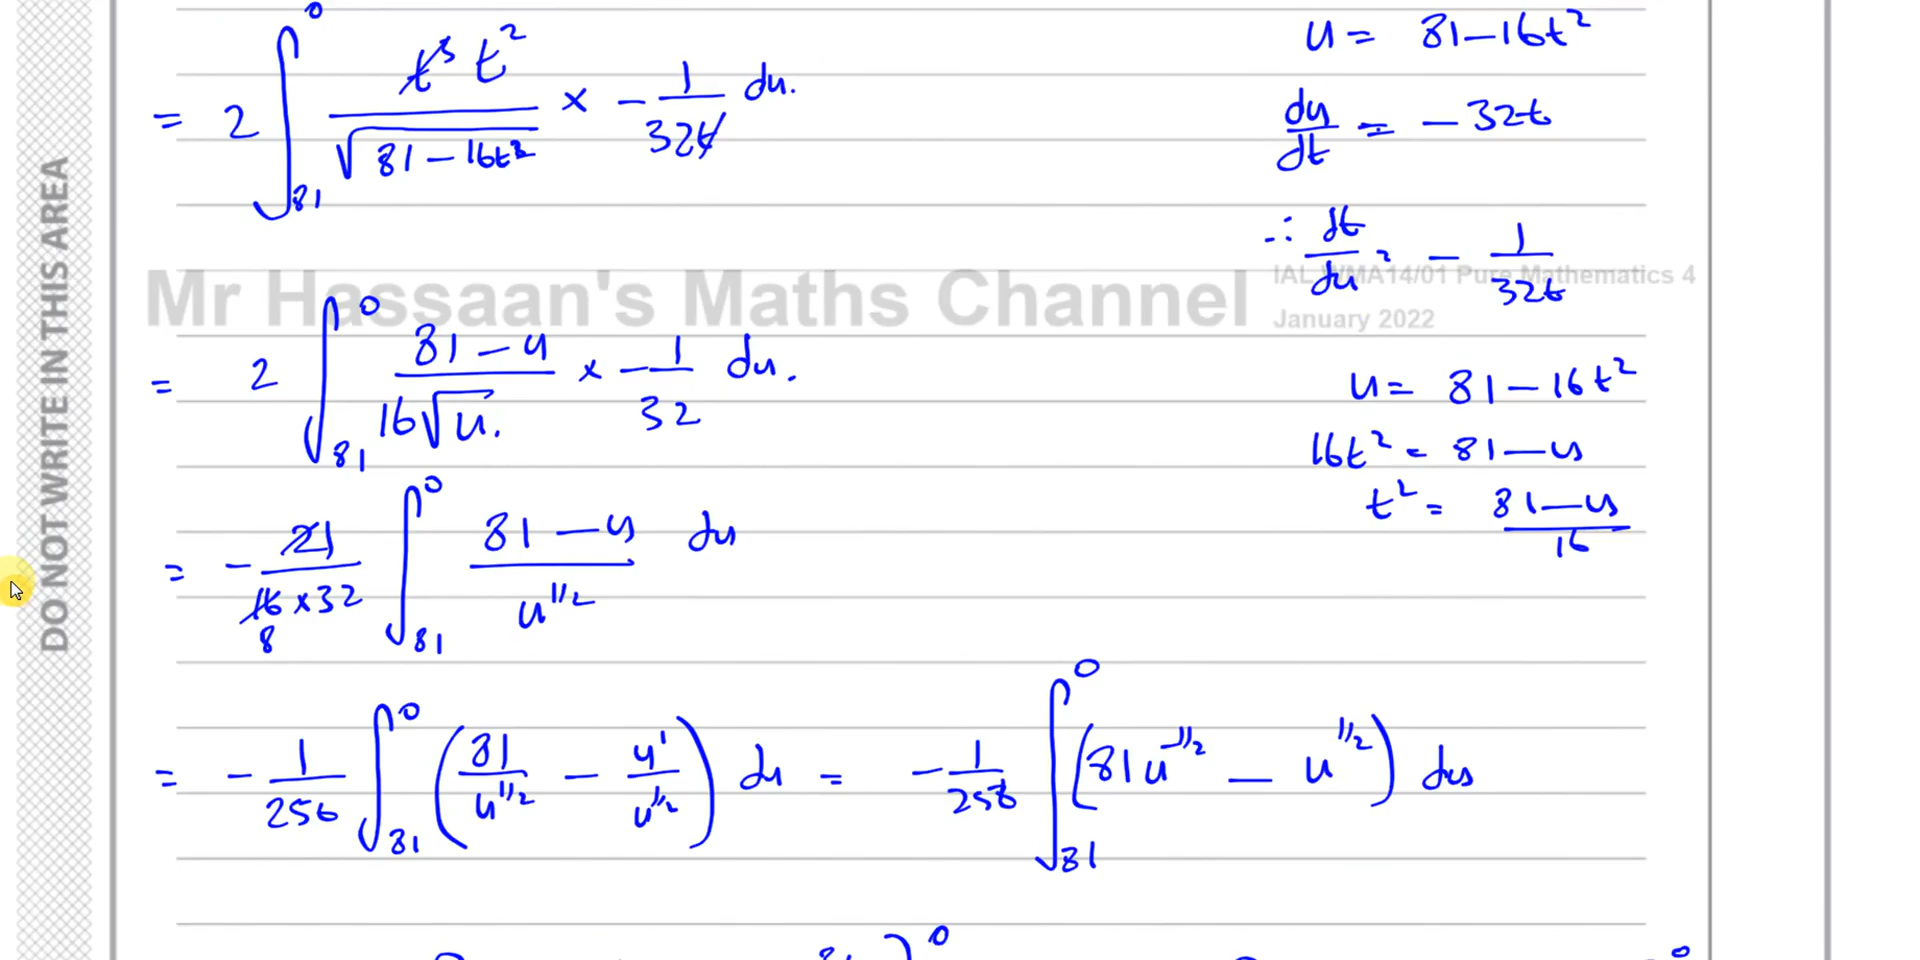 = 2 ∫₈₁⁰ t³ t² / √(81 – 16t²) × – 1/32t du.
u = 81 – 16t²
du/dt = – 32t
∴ dt/du = – 1/32t
DO NOT WRITE IN THIS AREA
Mr Hassaan's Maths Channel
IAL WMA14/01 Pure Mathematics 4
January 2022
= 2 ∫₈₁⁰ (81 – u) / 16√u. × – 1/32 du.
u = 81 – 16t²
16t² = 81 – u
t² = (81 – u)/16
= – 21 / (16 × 32) ∫₈₁⁰ (81 – u) / u^1/2 du
8
= – 1/256 ∫₈₁⁰ (81/u^1/2 – u¹/u^1/2) du = – 1/256 ∫₈₁⁰ (81u^-1/2 – u^1/2) du
0
0